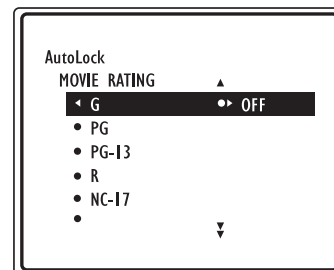 AutoLock
MOVIE RATING
G OFF
PG
PG-13
R
NC-17